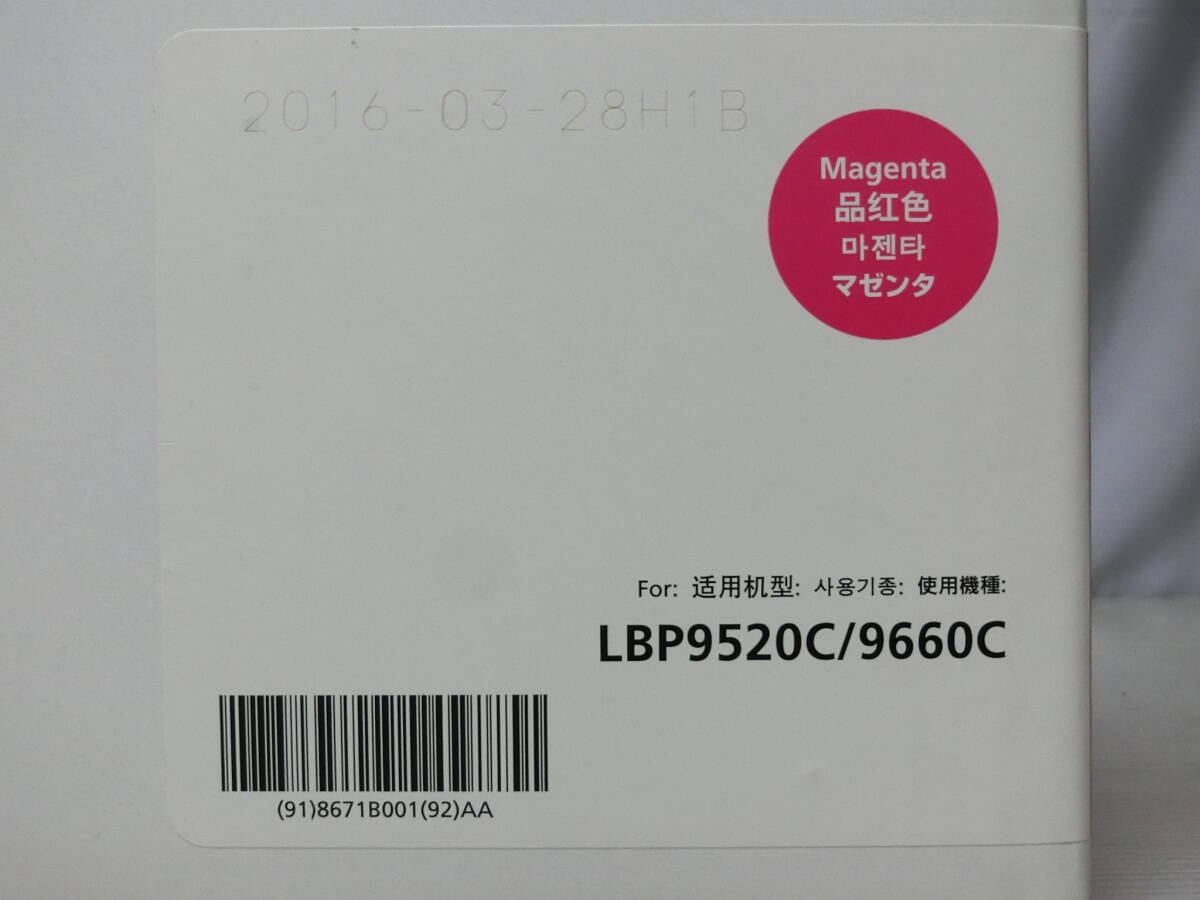 2016-03-28H1B
Magenta
品红色
마젠타
マゼンタ
For: 适用机型: 사용기종: 使用機種:
LBP9520C/9660C
(91)8671B001(92)AA